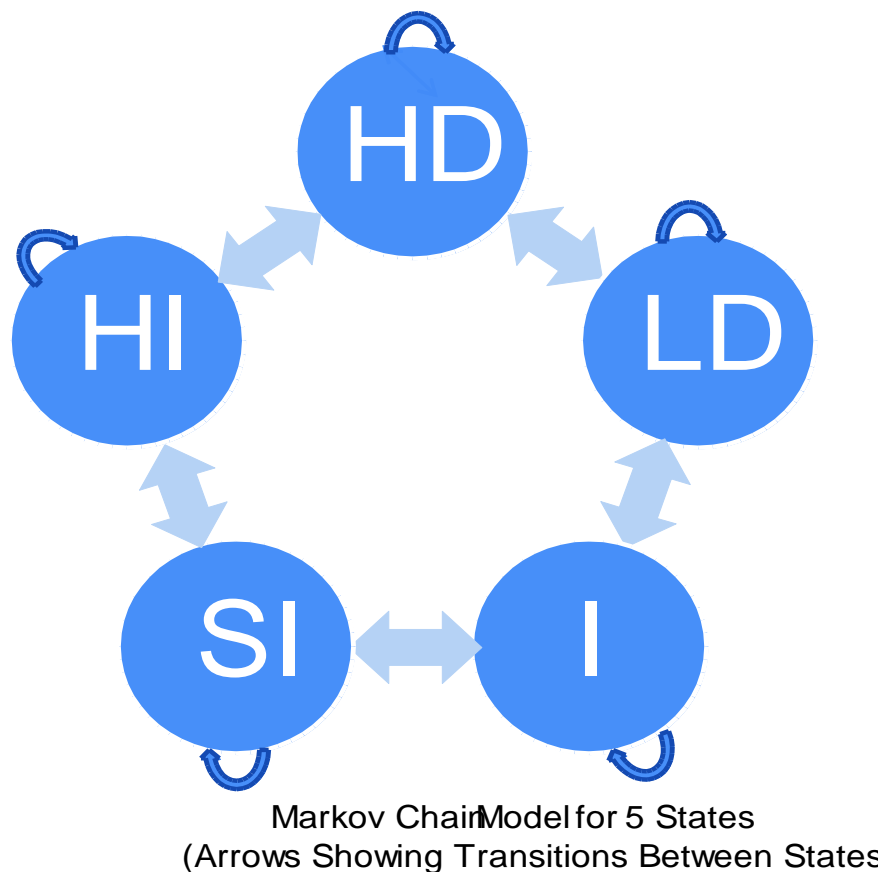 HD
HI
LD
SI
I
Markov Chain Model for 5 States
(Arrows Showing Transitions Between States